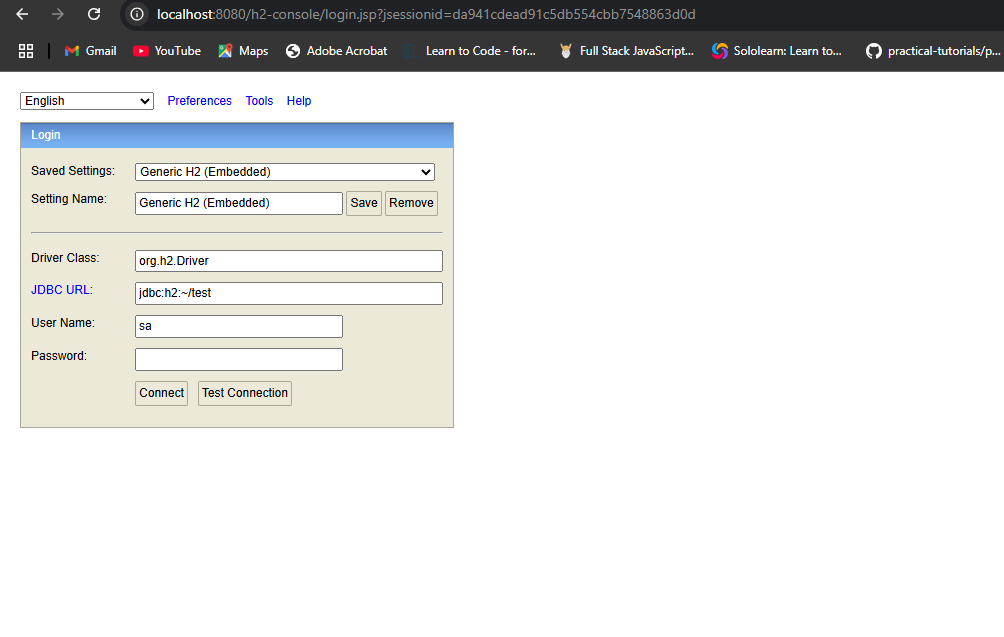 localhost:8080/h2-console/login.jsp?jsessionid=da941cdead91c5db554cbb7548863d0d
Gmail YouTube Maps Adobe Acrobat Learn to Code - for... Full Stack JavaScript... Sololearn: Learn to... practical-tutorials/p...
English Preferences Tools Help
Login
Saved Settings: Generic H2 (Embedded)
Setting Name: Generic H2 (Embedded) Save Remove
Driver Class: org.h2.Driver
JDBC URL: jdbc:h2:~/test
User Name: sa
Password:
Connect Test Connection